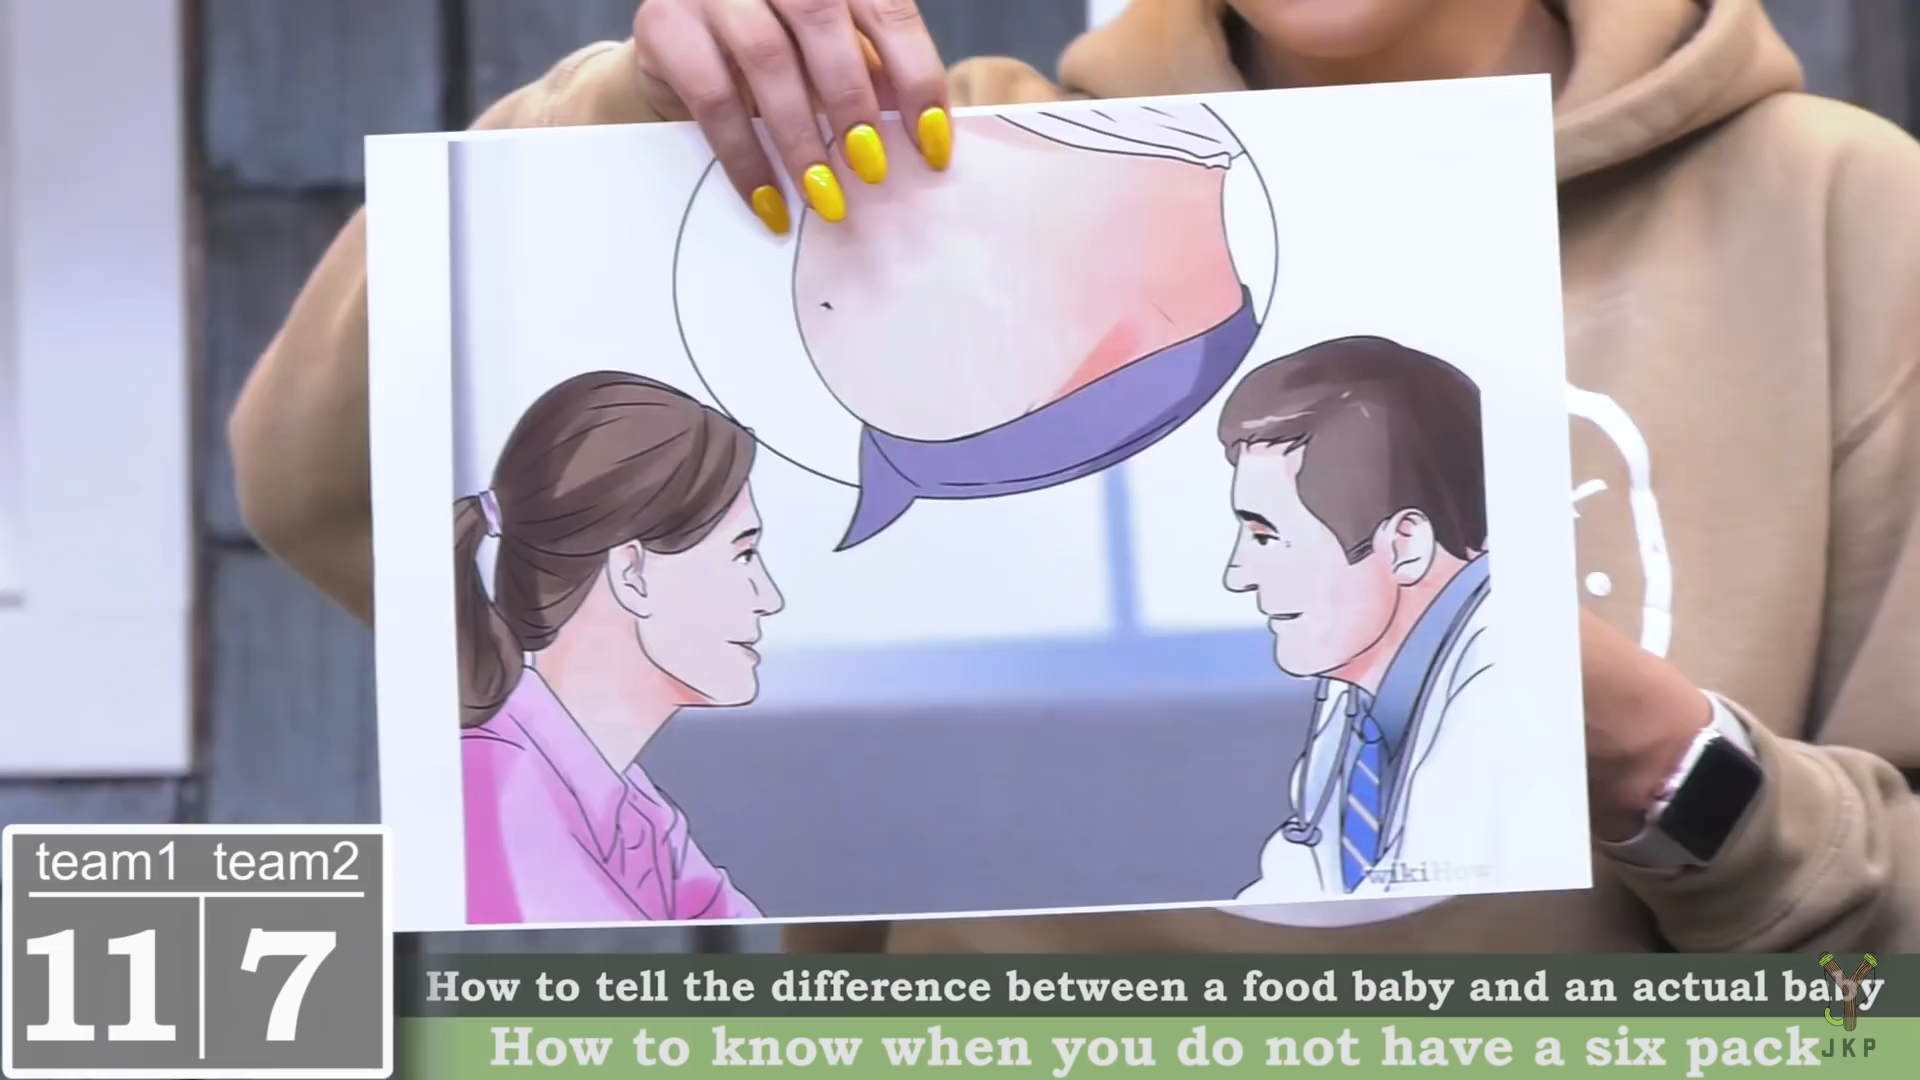 wikiHow
team1 team2
11 7
How to tell the difference between a food baby and an actual baby
How to know when you do not have a six pack
JKP